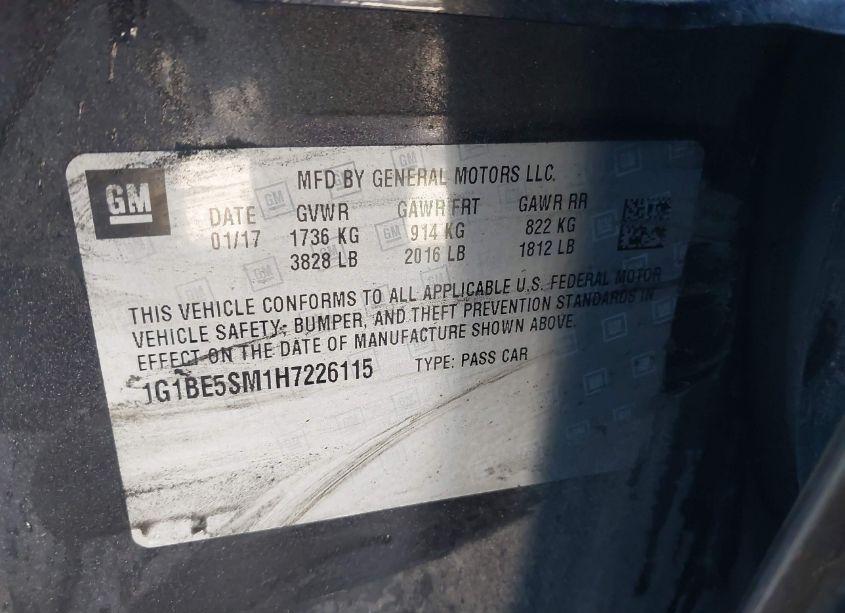 GM
MFD BY GENERAL MOTORS LLC.
DATE GVWR GAWR FRT GAWR RR
01/17 1736 KG 914 KG 822 KG
3828 LB 2016 LB 1812 LB
THIS VEHICLE CONFORMS TO ALL APPLICABLE U.S. FEDERAL MOTOR
VEHICLE SAFETY, BUMPER, AND THEFT PREVENTION STANDARDS IN
EFFECT ON THE DATE OF MANUFACTURE SHOWN ABOVE.
1G1BE5SM1H7226115 TYPE: PASS CAR